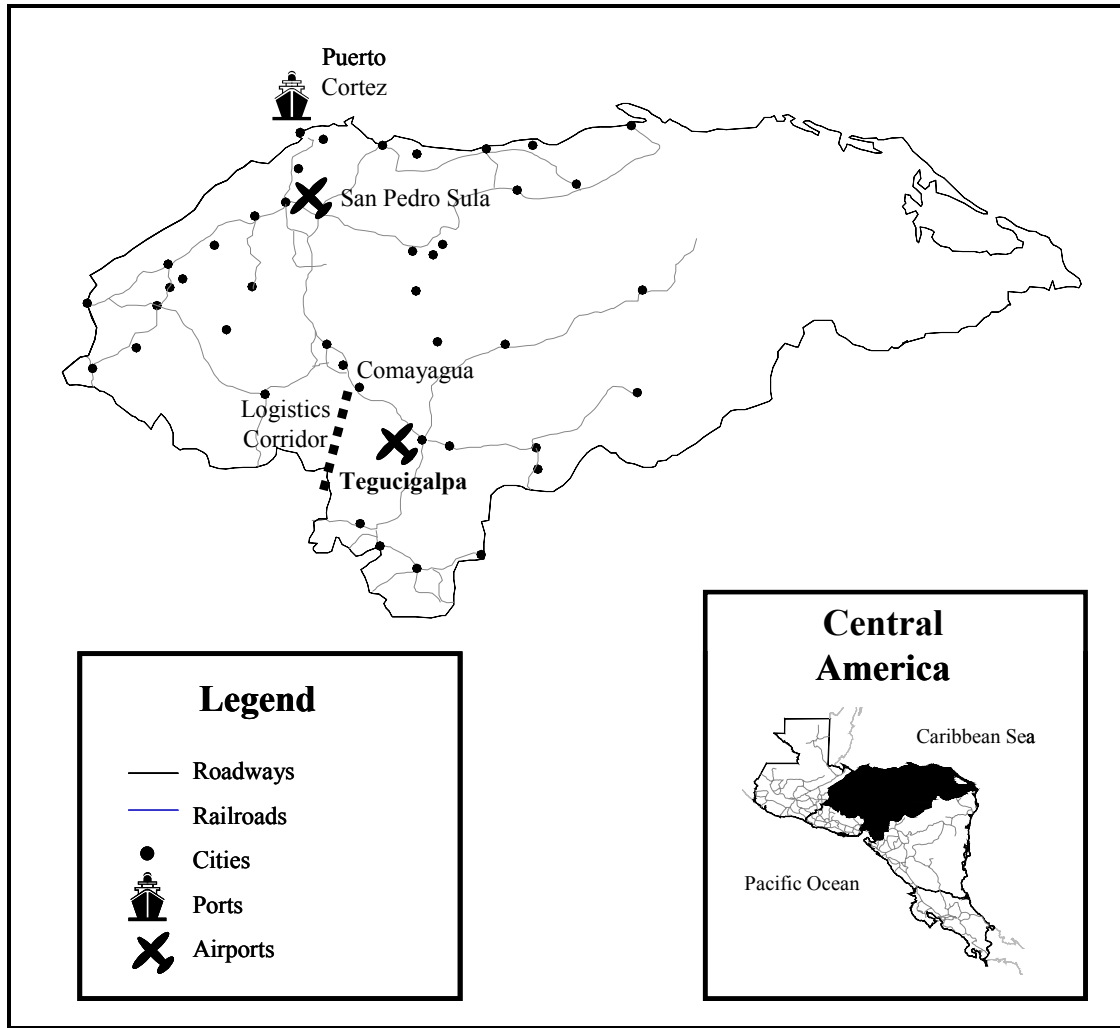 Puerto
Cortez
San Pedro Sula
Comayagua
Logistics
Corridor
Tegucigalpa
Legend
Roadways
Railroads
Cities
Ports
Airports
Central
America
Caribbean Sea
Pacific Ocean